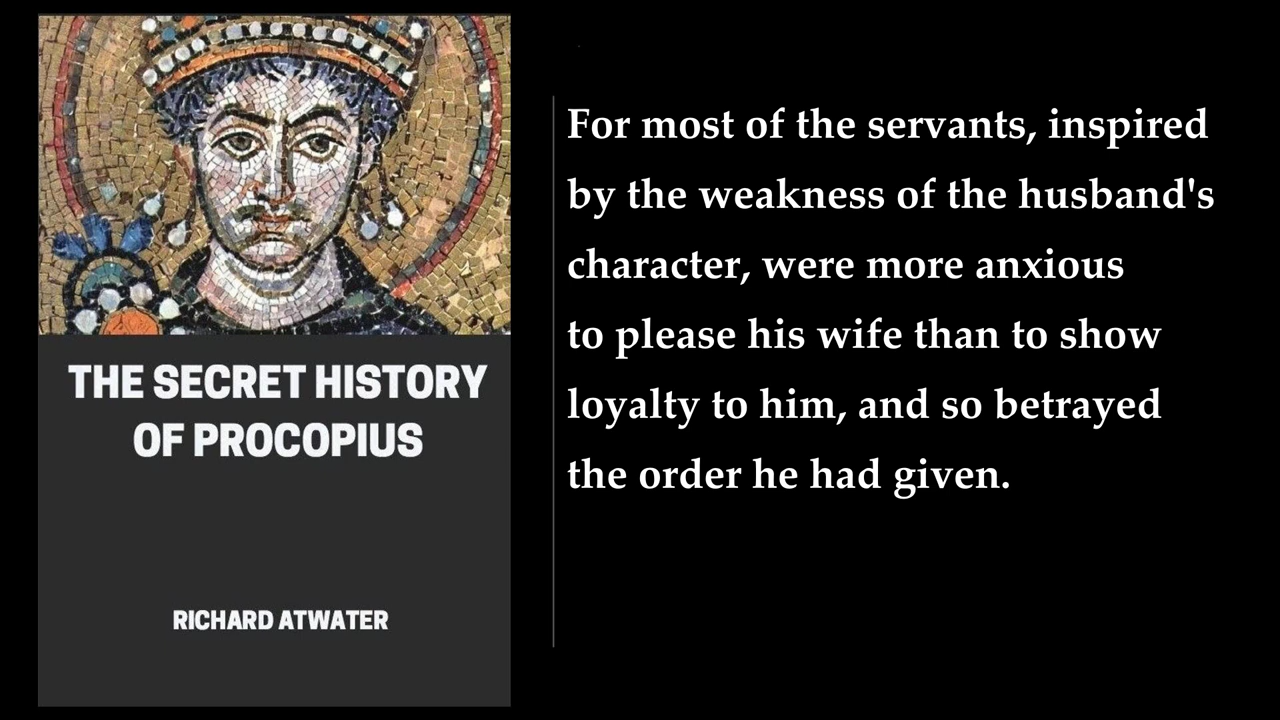 THE SECRET HISTORY
OF PROCOPIUS
RICHARD ATWATER
For most of the servants, inspired
by the weakness of the husband's
character, were more anxious
to please his wife than to show
loyalty to him, and so betrayed
the order he had given.